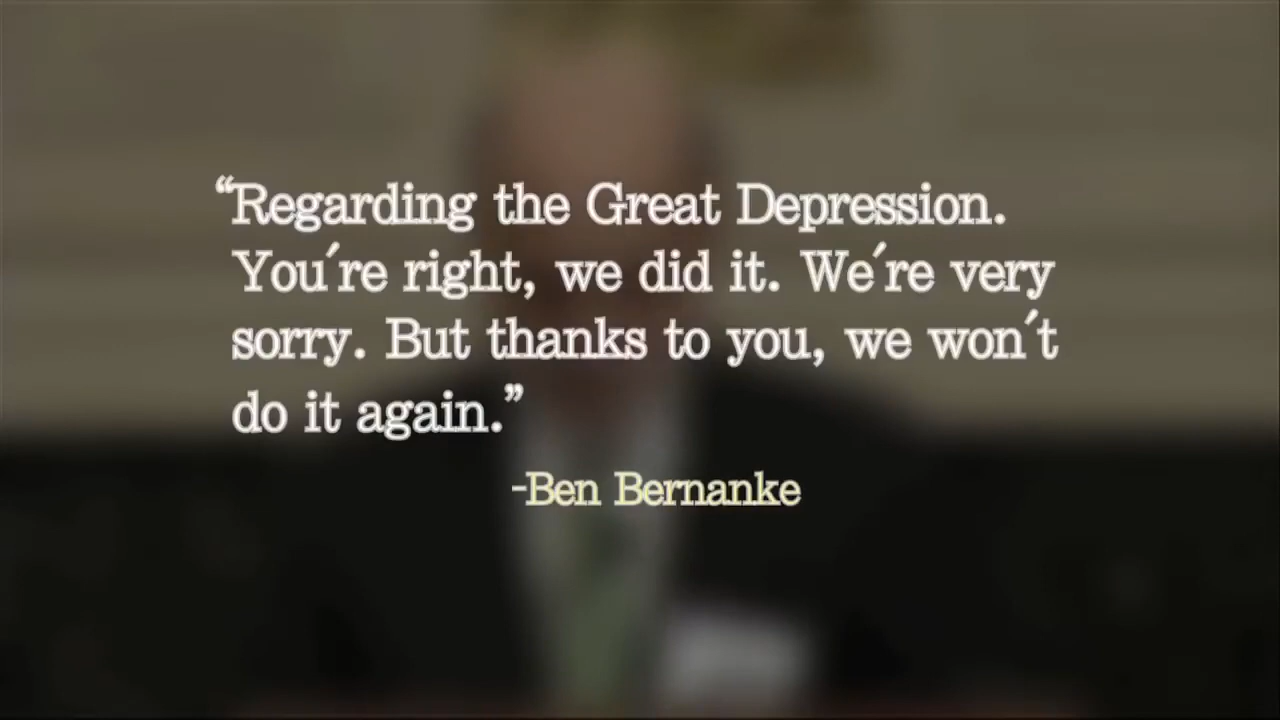 “Regarding the Great Depression.
You´re right, we did it. We´re very
sorry. But thanks to you, we won´t
do it again.”
-Ben Bernanke